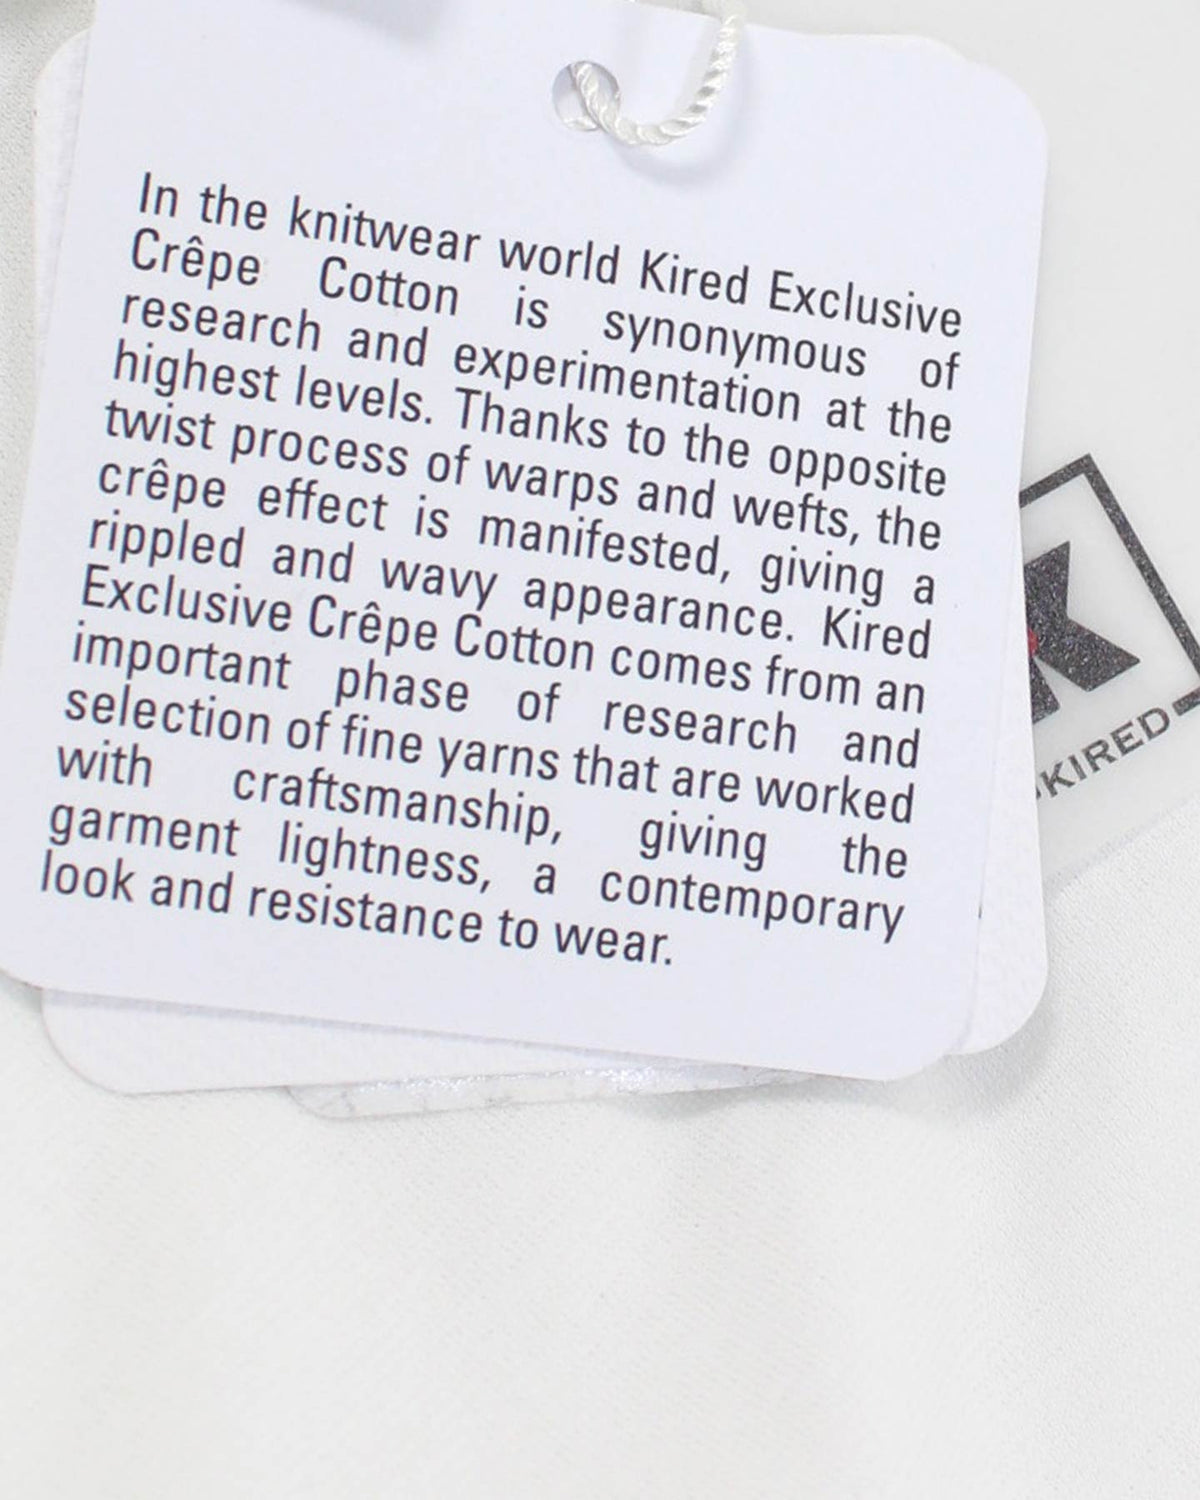 In the knitwear world Kired Exclusive
Crêpe Cotton is synonymous of
research and experimentation at the
highest levels. Thanks to the opposite
twist process of warps and wefts, the
crêpe effect is manifested, giving a
rippled and wavy appearance. Kired
Exclusive Crêpe Cotton comes from an
important phase of research and
selection of fine yarns that are worked
with craftsmanship, giving the
garment lightness, a contemporary
look and resistance to wear.
K
KIRED